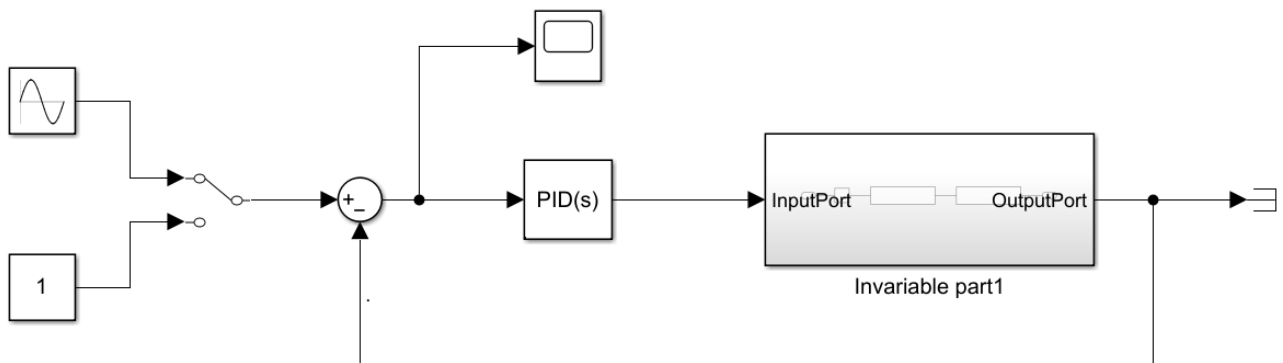 +
−
PID(s)
InputPort
OutputPort
1
Invariable part1